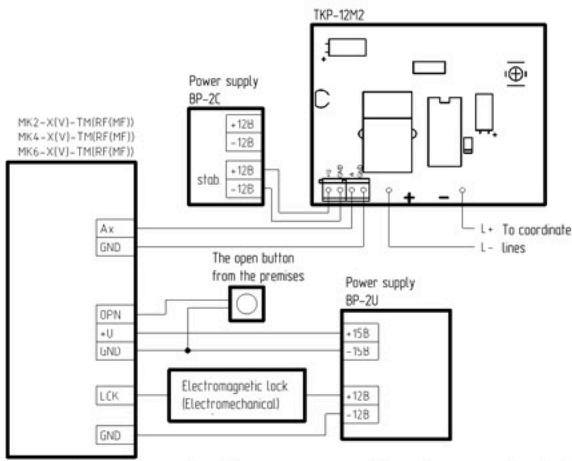 TKP-12M2
Power supply
BP-2C
MK2-X(V)-TM(RF(MF))
MK4-X(V)-TM(RF(MF))
MK6-X(V)-TM(RF(MF))
+12B
-12B
+12B
stab.
-12B
+U
GND
A
GND
+
-
Ax
GND
L+ To coordinate
L- lines
The open button
from the premises
Power supply
BP-2U
OPN
+U
GND
+15B
-15B
LCK
Electromagnetic lock
(Electromechanical)
+12B
-12B
GND